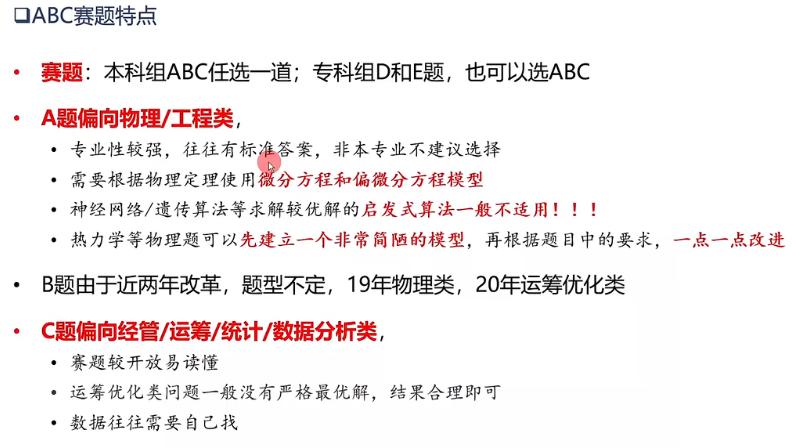 ❑ABC赛题特点
• 赛题：本科组ABC任选一道；专科组D和E题，也可以选ABC
• A题偏向物理/工程类，
• 专业性较强，往往有标准答案，非本专业不建议选择
• 需要根据物理定理使用微分方程和偏微分方程模型
• 神经网络/遗传算法等求解较优解的启发式算法一般不适用！！！
• 热力学等物理题可以先建立一个非常简陋的模型，再根据题目中的要求，一点一点改进
• B题由于近两年改革，题型不定，19年物理类，20年运筹优化类
• C题偏向经管/运筹/统计/数据分析类，
• 赛题较开放易读懂
• 运筹优化类问题一般没有严格最优解，结果合理即可
• 数据往往需要自己找